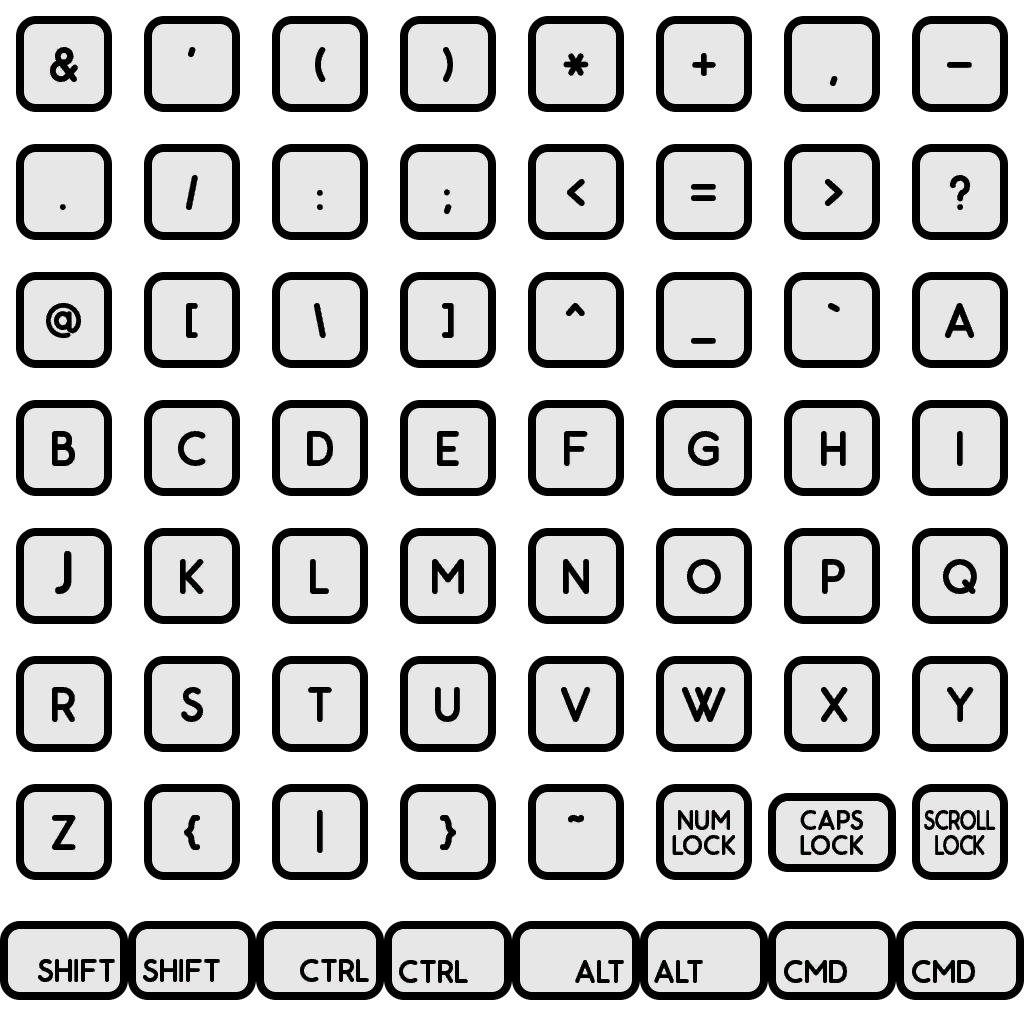 & ' ( ) * + , -
. / : ; < = > ?
@ [ \ ] ^ _ ` A
B C D E F G H I
J K L M N O P Q
R S T U V W X Y
Z { | } ~ NUM LOCK CAPS LOCK SCROLL LOCK
SHIFT SHIFT CTRL CTRL ALT ALT CMD CMD